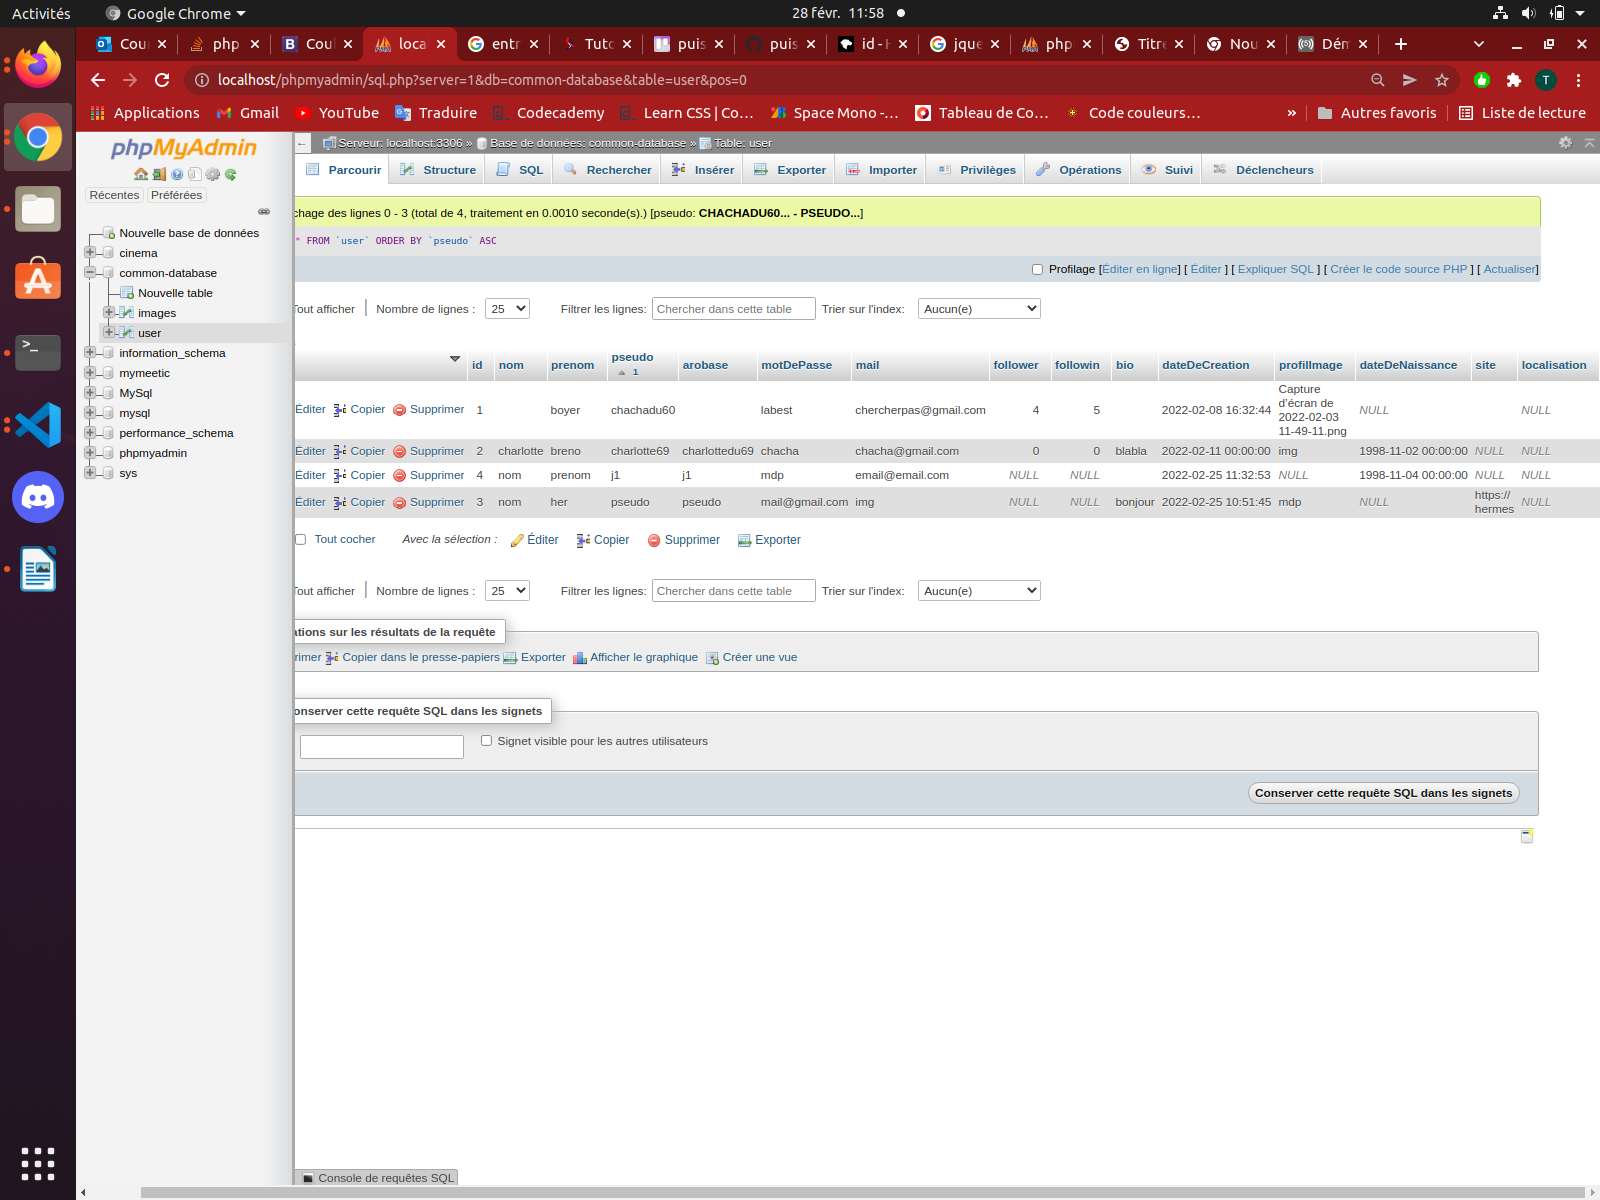 Activités
Google Chrome
28 févr.  11:58
Cour
php
Coul
loca
entr
Tuto
puis
puis
id - H
jque
php
Titre
Nou
Dém
localhost/phpmyadmin/sql.php?server=1&db=common-database&table=user&pos=0
T
Applications
Gmail
YouTube
Traduire
Codecademy
Learn CSS | Co…
Space Mono -…
Tableau de Co…
Code couleurs…
»
Autres favoris
Liste de lecture
phpMyAdmin
Récentes
Préférées
Nouvelle base de données
cinema
common-database
Nouvelle table
images
user
information_schema
mymeetic
MySql
mysql
performance_schema
phpmyadmin
sys
Serveur: localhost:3306 » Base de données: common-database » Table: user
Parcourir
Structure
SQL
Rechercher
Insérer
Exporter
Importer
Privilèges
Opérations
Suivi
Déclencheurs
chage des lignes 0 - 3 (total de 4, traitement en 0.0010 seconde(s).) [pseudo: CHACHADU60... - PSEUDO...]
* FROM `user` ORDER BY `pseudo` ASC
Profilage [Éditer en ligne] [ Éditer ] [ Expliquer SQL ] [ Créer le code source PHP ] [ Actualiser]
Tout afficher
Nombre de lignes :
25
Filtrer les lignes:
Chercher dans cette table
Trier sur l'index:
Aucun(e)
id nom prenom pseudo 1 arobase motDePasse mail follower followin bio dateDeCreation profilImage dateDeNaissance site localisation
Éditer Copier Supprimer 1 boyer chachadu60 labest chercherpas@gmail.com 4 5 2022-02-08 16:32:44 Capture d'écran de 2022-02-03 11-49-11.png NULL NULL
Éditer Copier Supprimer 2 charlotte breno charlotte69 charlottedu69 chacha chacha@gmail.com 0 0 blabla 2022-02-11 00:00:00 img 1998-11-02 00:00:00 NULL NULL
Éditer Copier Supprimer 4 nom prenom j1 j1 mdp email@email.com NULL NULL 2022-02-25 11:32:53 NULL 1998-11-04 00:00:00 NULL NULL
Éditer Copier Supprimer 3 nom her pseudo pseudo mail@gmail.com img NULL NULL bonjour 2022-02-25 10:51:45 mdp NULL https://hermes NULL
Tout cocher
Avec la sélection :
Éditer
Copier
Supprimer
Exporter
Tout afficher
Nombre de lignes :
25
Filtrer les lignes:
Chercher dans cette table
Trier sur l'index:
Aucun(e)
ations sur les résultats de la requête
rimer
Copier dans le presse-papiers
Exporter
Afficher le graphique
Créer une vue
onserver cette requête SQL dans les signets
Signet visible pour les autres utilisateurs
Conserver cette requête SQL dans les signets
Console de requêtes SQL